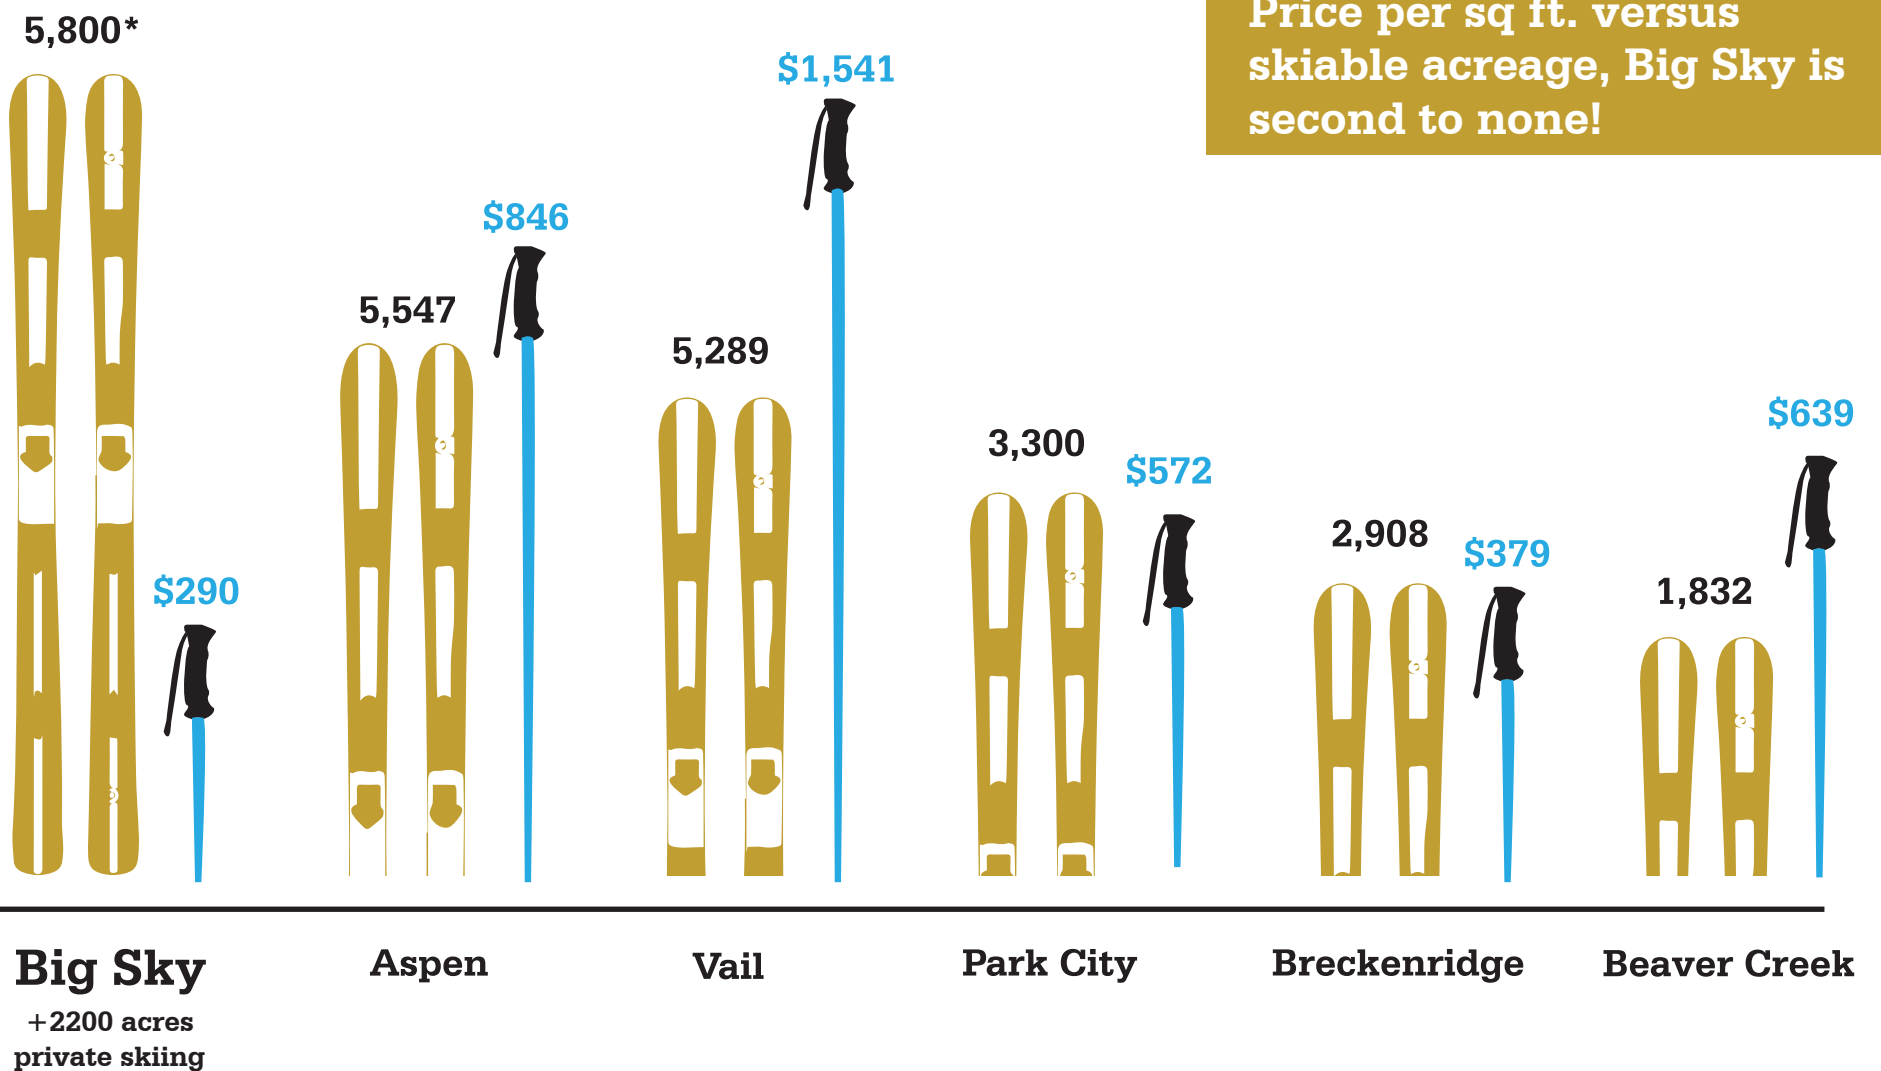 Price per sq ft. versus
skiable acreage, Big Sky is
second to none!
5,800*
$290
5,547
$846
5,289
$1,541
3,300
$572
2,908
$379
1,832
$639
Big Sky
+2200 acres
private skiing
Aspen
Vail
Park City
Breckenridge
Beaver Creek